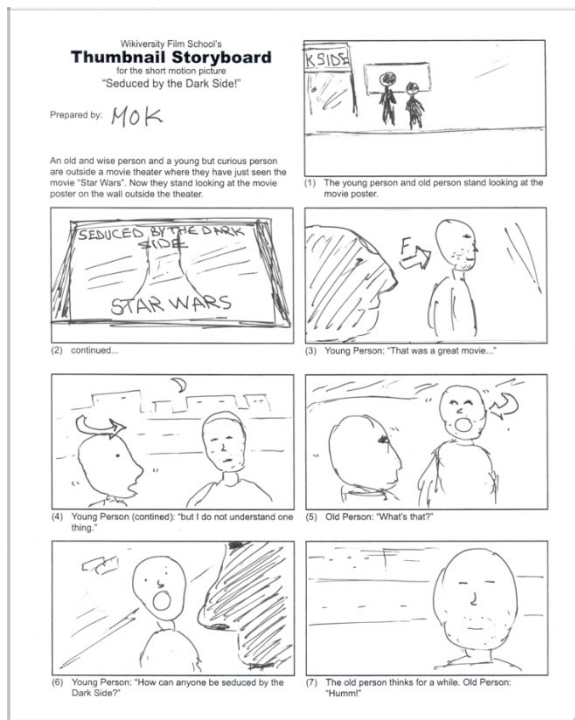 Wikiversity Film School's
Thumbnail Storyboard
for the short motion picture
"Seduced by the Dark Side!"
Prepared by: MOK
An old and wise person and a young but curious person
are outside a movie theater where they have just seen the
movie "Star Wars". Now they stand looking at the movie
poster on the wall outside the theater.
K SIDE
(1) The young person and old person stand looking at the
movie poster.
SEDUCED BY THE DARK
SIDE
STAR WARS
(2) continued...
F
(3) Young Person: "That was a great movie..."
(4) Young Person (contined): "but I do not understand one
thing."
(5) Old Person: "What's that?"
(6) Young Person: "How can anyone be seduced by the
Dark Side?"
(7) The old person thinks for a while. Old Person:
"Humm!"